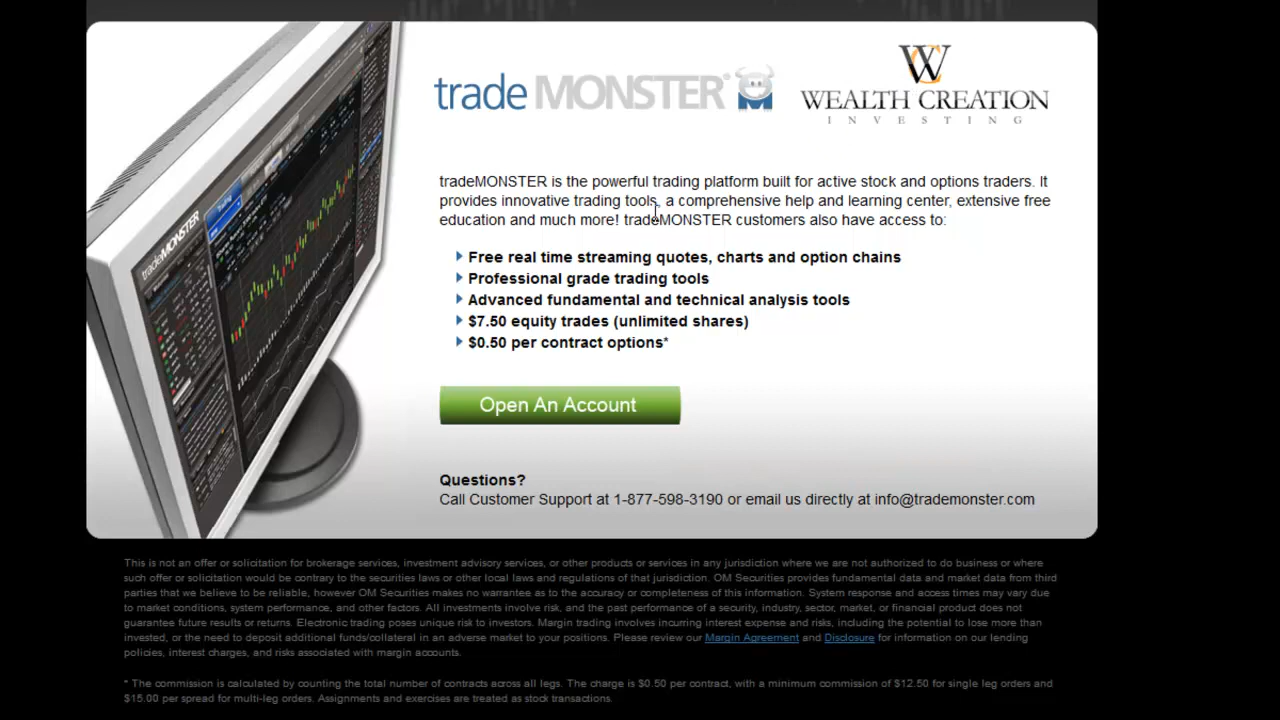 trade MONSTER®
WEALTH CREATION
INVESTING
tradeMONSTER is the powerful trading platform built for active stock and options traders. It
provides innovative trading tools, a comprehensive help and learning center, extensive free
education and much more! tradeMONSTER customers also have access to:
Free real time streaming quotes, charts and option chains
Professional grade trading tools
Advanced fundamental and technical analysis tools
$7.50 equity trades (unlimited shares)
$0.50 per contract options*
Open An Account
Questions?
Call Customer Support at 1-877-598-3190 or email us directly at info@trademonster.com
tradeMONSTER
Trading
This is not an offer or solicitation for brokerage services, investment advisory services, or other products or services in any jurisdiction where we are not authorized to do business or where
such offer or solicitation would be contrary to the securities laws or other local laws and regulations of that jurisdiction. OM Securities provides fundamental data and market data from third
parties that we believe to be reliable, however OM Securities makes no warrantee as to the accuracy or completeness of this information. System response and access times may vary due
to market conditions, system performance, and other factors. All investments involve risk, and the past performance of a security, industry, sector, market, or financial product does not
guarantee future results or returns. Electronic trading poses unique risk to investors. Margin trading involves incurring interest expense and risks, including the potential to lose more than
invested, or the need to deposit additional funds/collateral in an adverse market to your positions. Please review our Margin Agreement and Disclosure for information on our lending
policies, interest charges, and risks associated with margin accounts.
* The commission is calculated by counting the total number of contracts across all legs. The charge is $0.50 per contract, with a minimum commission of $12.50 for single leg orders and
$15.00 per spread for multi-leg orders. Assignments and exercises are treated as stock transactions.